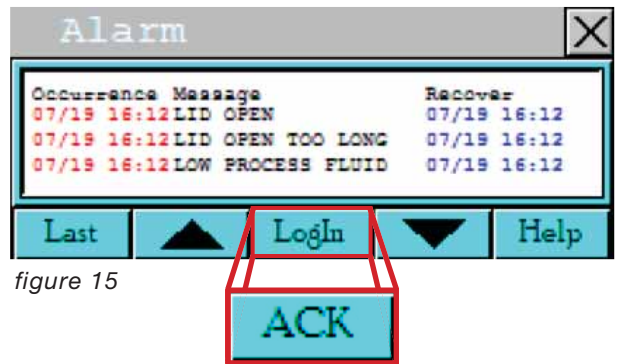 Alarm X
Occurrence Message Recover
07/19 16:12 LID OPEN 07/19 16:12
07/19 16:12 LID OPEN TOO LONG 07/19 16:12
07/19 16:12 LOW PROCESS FLUID 07/19 16:12
Last LogIn Help
figure 15
ACK